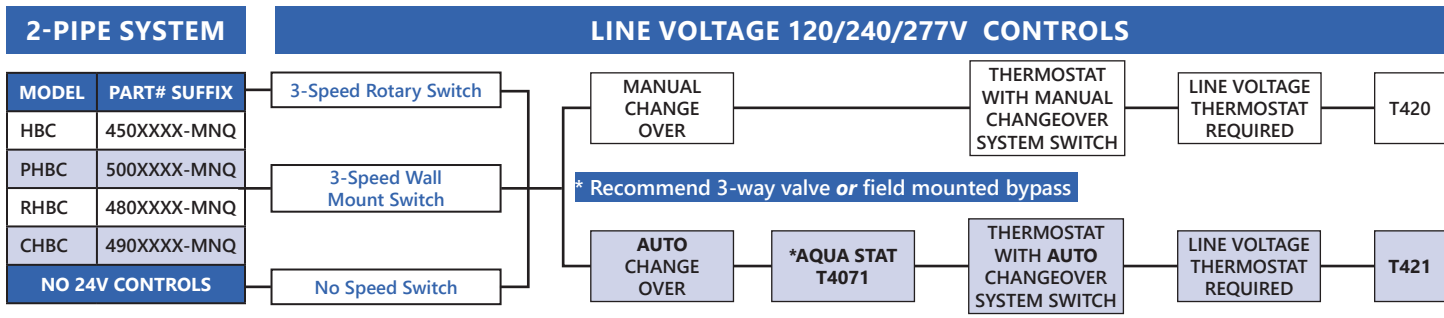 2-PIPE SYSTEM
LINE VOLTAGE 120/240/277V CONTROLS
MODEL PART# SUFFIX
HBC 450XXXX-MNQ
PHBC 500XXXX-MNQ
RHBC 480XXXX-MNQ
CHBC 490XXXX-MNQ
NO 24V CONTROLS
3-Speed Rotary Switch
3-Speed Wall
Mount Switch
No Speed Switch
MANUAL
CHANGE
OVER
THERMOSTAT
WITH MANUAL
CHANGEOVER
SYSTEM SWITCH
LINE VOLTAGE
THERMOSTAT
REQUIRED
T420
* Recommend 3-way valve or field mounted bypass
AUTO
CHANGE
OVER
*AQUA STAT
T4071
THERMOSTAT
WITH AUTO
CHANGEOVER
SYSTEM SWITCH
LINE VOLTAGE
THERMOSTAT
REQUIRED
T421